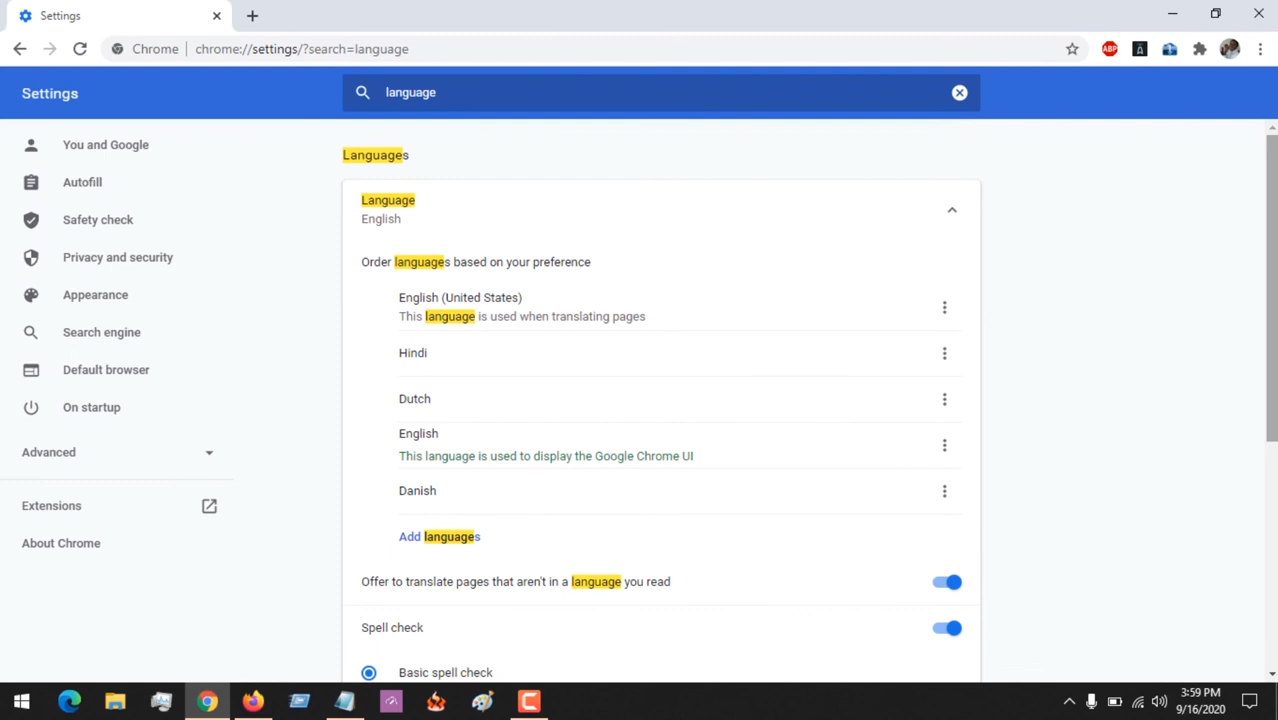 Settings
Chrome
chrome://settings/?search=language
ABP
Settings
language
You and Google
Autofill
Safety check
Privacy and security
Appearance
Search engine
Default browser
On startup
Advanced
Extensions
About Chrome
Languages
Language
English
Order languages based on your preference
English (United States)
This language is used when translating pages
Hindi
Dutch
English
This language is used to display the Google Chrome UI
Danish
Add languages
Offer to translate pages that aren't in a language you read
Spell check
Basic spell check
3:59 PM
9/16/2020